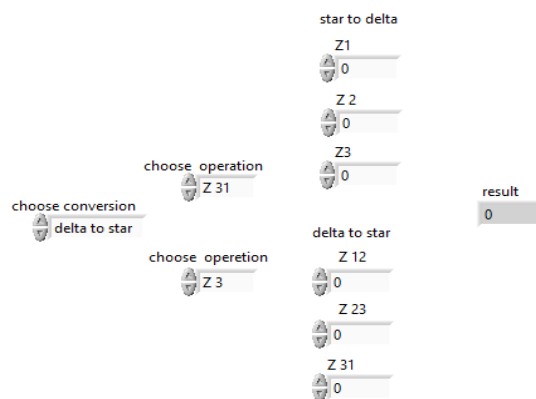 star to delta
Z1
0
Z 2
0
choose operation
Z 31
Z3
0
choose conversion
delta to star
result
0
choose operetion
Z 3
delta to star
Z 12
0
Z 23
0
Z 31
0